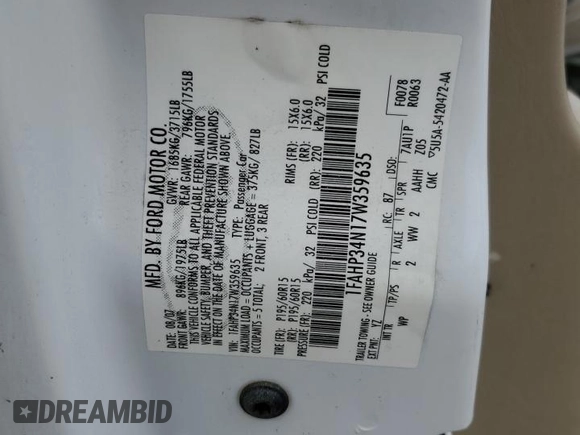 MFD. BY FORD MOTOR CO.
DATE: 08/07 GVWR: 1685KG/3715LB
FRONT GAWR: 896KG/1975LB REAR GAWR: 796KG/1755LB
THIS VEHICLE CONFORMS TO ALL APPLICABLE FEDERAL MOTOR
VEHICLE SAFETY, BUMPER, AND THEFT PREVENTION STANDARDS
IN EFFECT ON THE DATE OF MANUFACTURE SHOWN ABOVE.
VIN: 1FAHP34N17W359635 TYPE: Passenger Car
MAXIMUM LOAD = OCCUPANTS + LUGGAGE = 375KG/ 827LB
OCCUPANTS = 5 TOTAL: 2 FRONT, 3 REAR
TIRE (FR): P195/60R15 RIMS (FR): 15X6.0
(RR): P195/60R15 (RR): 15X6.0
PRESSURE (FR): 220 kPa/ 32 PSI COLD (RR): 220 kPa/ 32 PSI COLD
1FAHP34N17W359635
F0078
R0063
TRAILER TOWING - SEE OWNER GUIDE
EXT PNT: YZ RC: B7 DSO:
INT TR TP/PS R AXLE TR SPR 7AU1P
WP 2 WW 2 AAHH Z05
CMC 5U5A-5420472-AA
DREAMBID